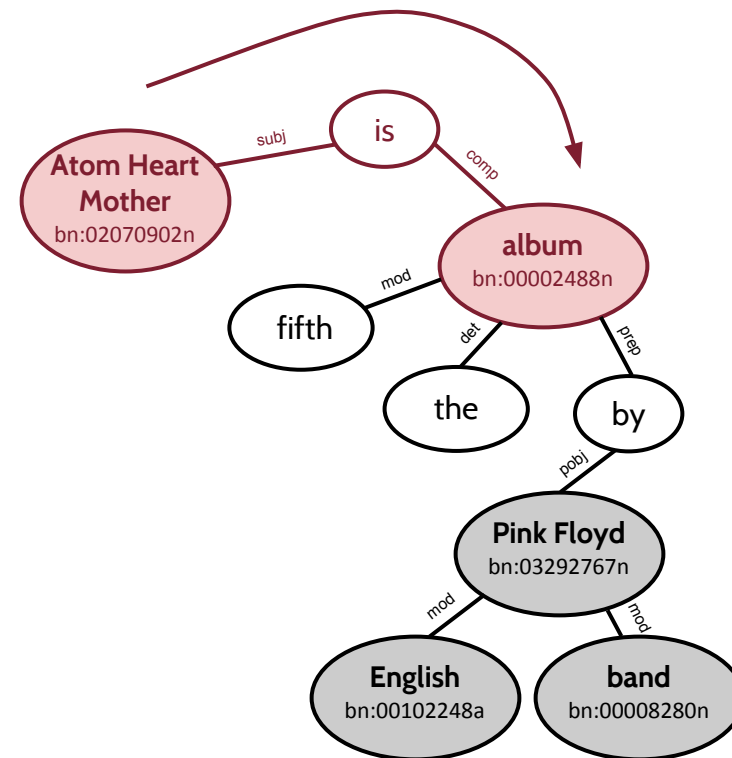 is
subj
comp
Atom Heart
Mother
bn:02070902n
album
bn:00002488n
mod
fifth
det
the
prep
by
pobj
Pink Floyd
bn:03292767n
mod
mod
English
bn:00102248a
band
bn:00008280n